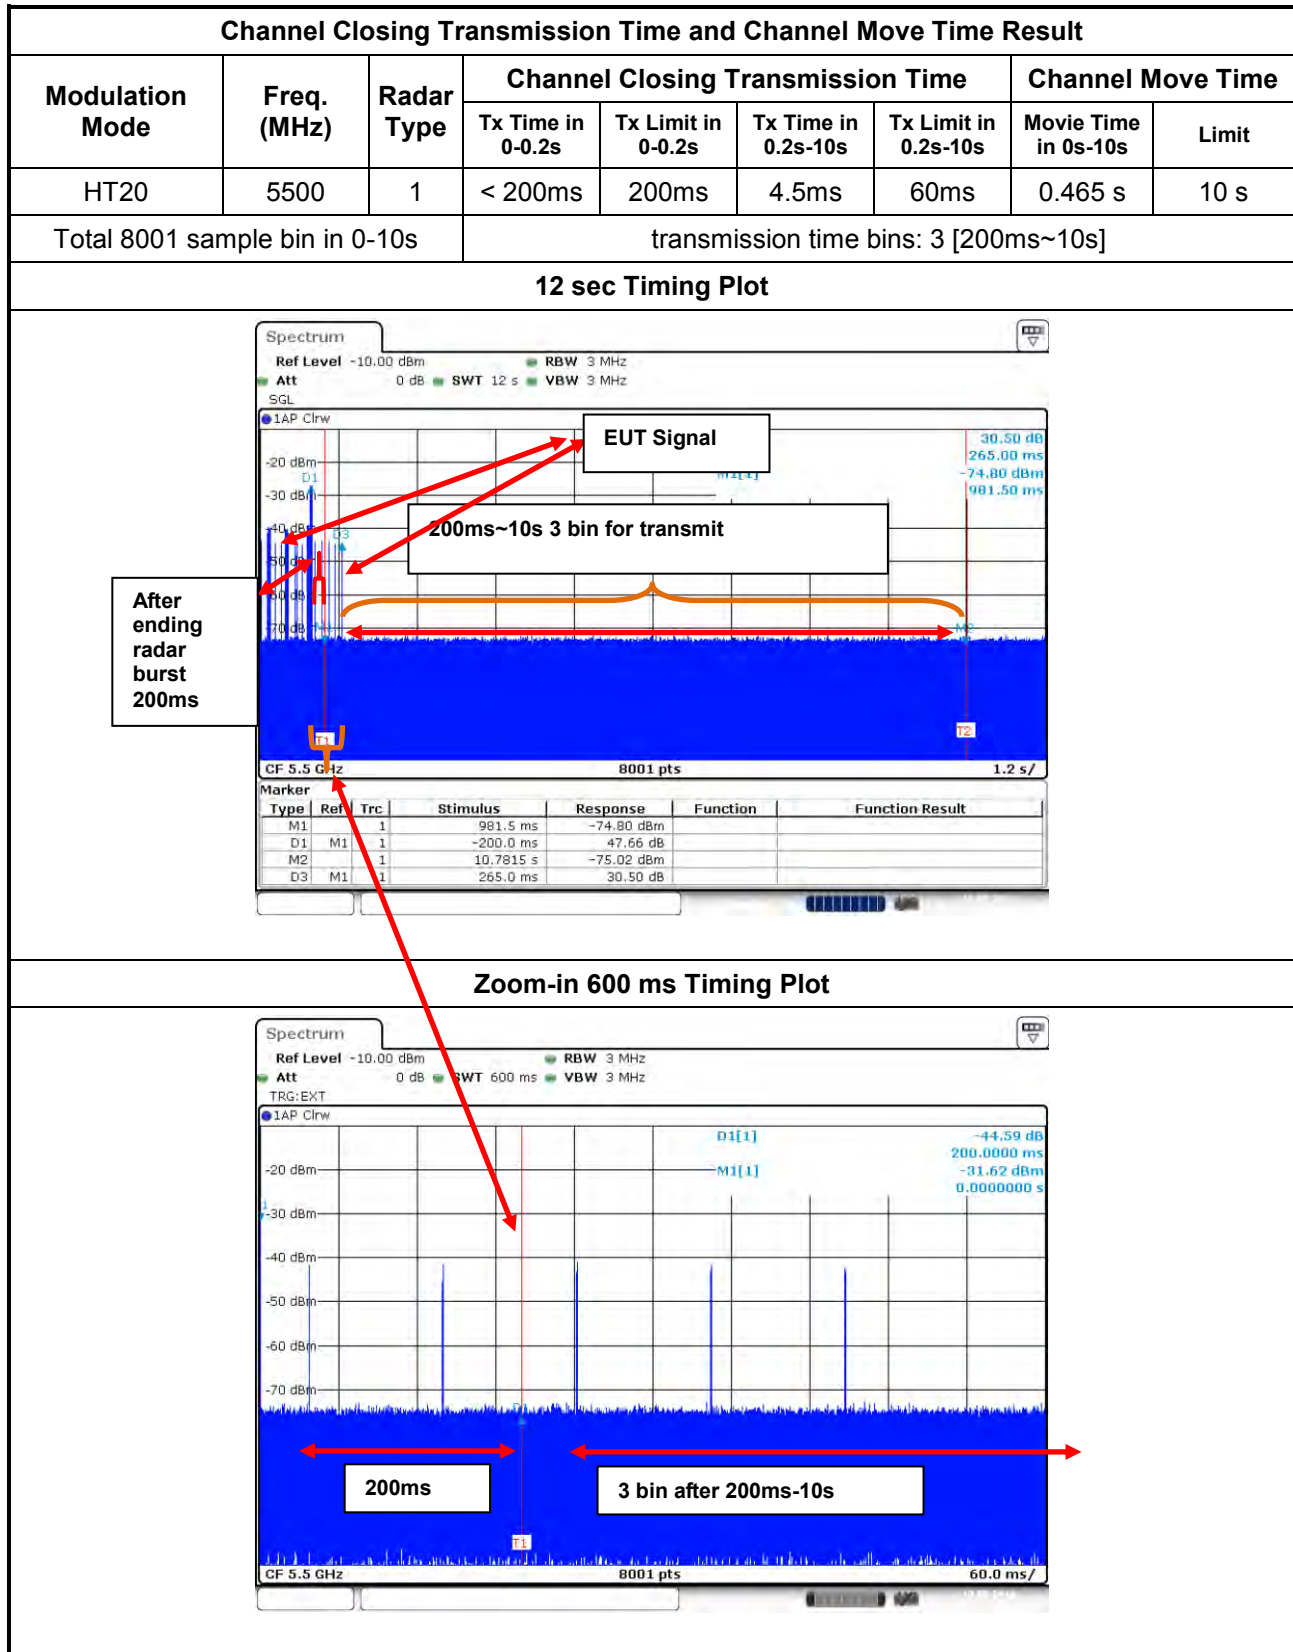 Channel Closing Transmission Time and Channel Move Time Result
Modulation Mode
Freq. (MHz)
Radar Type
Channel Closing Transmission Time
Channel Move Time
Tx Time in 0-0.2s
Tx Limit in 0-0.2s
Tx Time in 0.2s-10s
Tx Limit in 0.2s-10s
Movie Time in 0s-10s
Limit
HT20 5500 1 < 200ms 200ms 4.5ms 60ms 0.465 s 10 s
Total 8001 sample bin in 0-10s
transmission time bins: 3 [200ms~10s]
12 sec Timing Plot
Spectrum
Ref Level -10.00 dBm RBW 3 MHz
Att 0 dB SWT 12 s VBW 3 MHz
SGL
1AP Clrw
EUT Signal
30.50 dB
265.00 ms
M1[1] -74.80 dBm
981.50 ms
-20 dBm
D1
-30 dBm
D3
200ms~10s 3 bin for transmit
After
ending
radar
burst
200ms
M2
T1
T2
CF 5.5 GHz 8001 pts 1.2 s/
Marker
Type Ref Trc Stimulus Response Function Function Result
M1 1 981.5 ms -74.80 dBm
D1 M1 1 -200.0 ms 47.66 dB
M2 1 10.7815 s -75.02 dBm
D3 M1 1 265.0 ms 30.50 dB
Zoom-in 600 ms Timing Plot
Spectrum
Ref Level -10.00 dBm RBW 3 MHz
Att 0 dB SWT 600 ms VBW 3 MHz
TRG:EXT
1AP Clrw
D1[1] -44.59 dB
200.0000 ms
M1[1] -31.62 dBm
0.0000000 s
-20 dBm
-30 dBm
-40 dBm
-50 dBm
-60 dBm
-70 dBm
200ms
3 bin after 200ms-10s
T1
CF 5.5 GHz 8001 pts 60.0 ms/